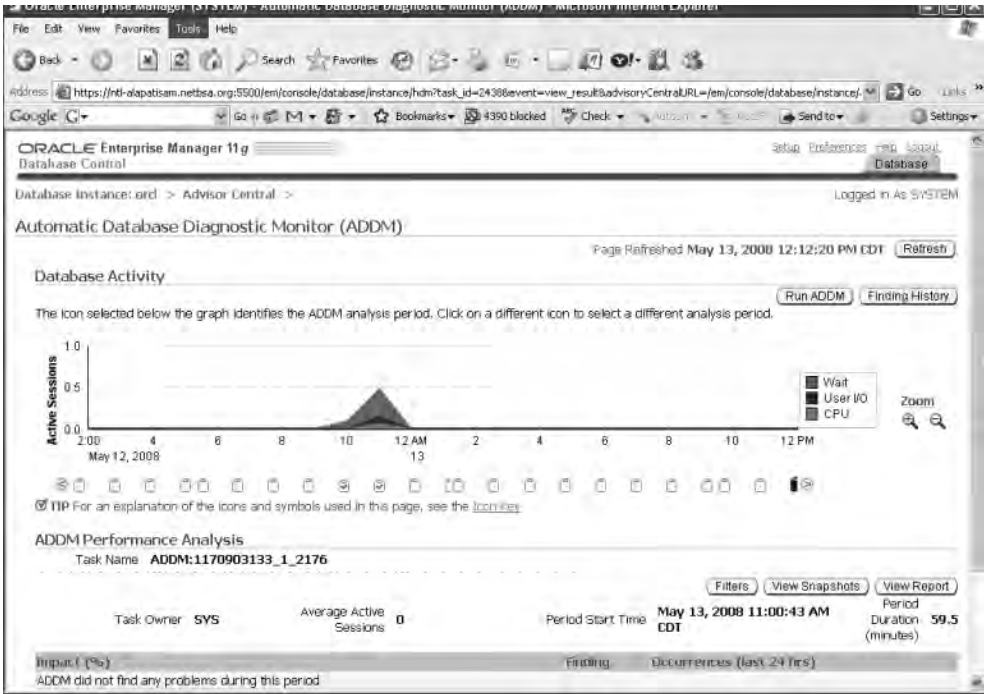 Oracle Enterprise Manager (SYSTEM) - Automatic Database Diagnostic Monitor (ADDM) - Microsoft Internet Explorer
File Edit View Favorites Tools Help
Back Search Favorites
Address https://ntl-alapatisam.netbsa.org:5500/em/console/database/instance/hdm?task_id=2438&event=view_result&advisoryCentralURL=/em/console/database/instance/ Go Links »
Google Go Bookmarks 4390 blocked Check Send to Settings
ORACLE Enterprise Manager 11g
Database Control
Setup Preferences Help Logout
Database
Database Instance: orcl > Advisor Central >
Logged in As SYSTEM
Automatic Database Diagnostic Monitor (ADDM)
Page Refreshed May 13, 2008 12:12:20 PM CDT Refresh
Database Activity
Run ADDM Finding History
The icon selected below the graph identifies the ADDM analysis period. Click on a different icon to select a different analysis period.
Active Sessions
1.0
0.5
0.0
2:00 4 6 8 10 12 AM 2 4 6 8 10 12 PM
May 12, 2008 13
Wait
User I/O
CPU
Zoom
TIP For an explanation of the icons and symbols used in this page, see the Icon Key
ADDM Performance Analysis
Task Name ADDM:1170903133_1_2176
Filters View Snapshots View Report
Task Owner SYS
Average Active Sessions 0
Period Start Time May 13, 2008 11:00:43 AM CDT
Period Duration (minutes) 59.5
Impact (%) Finding Occurrences (last 24 hrs)
ADDM did not find any problems during this period